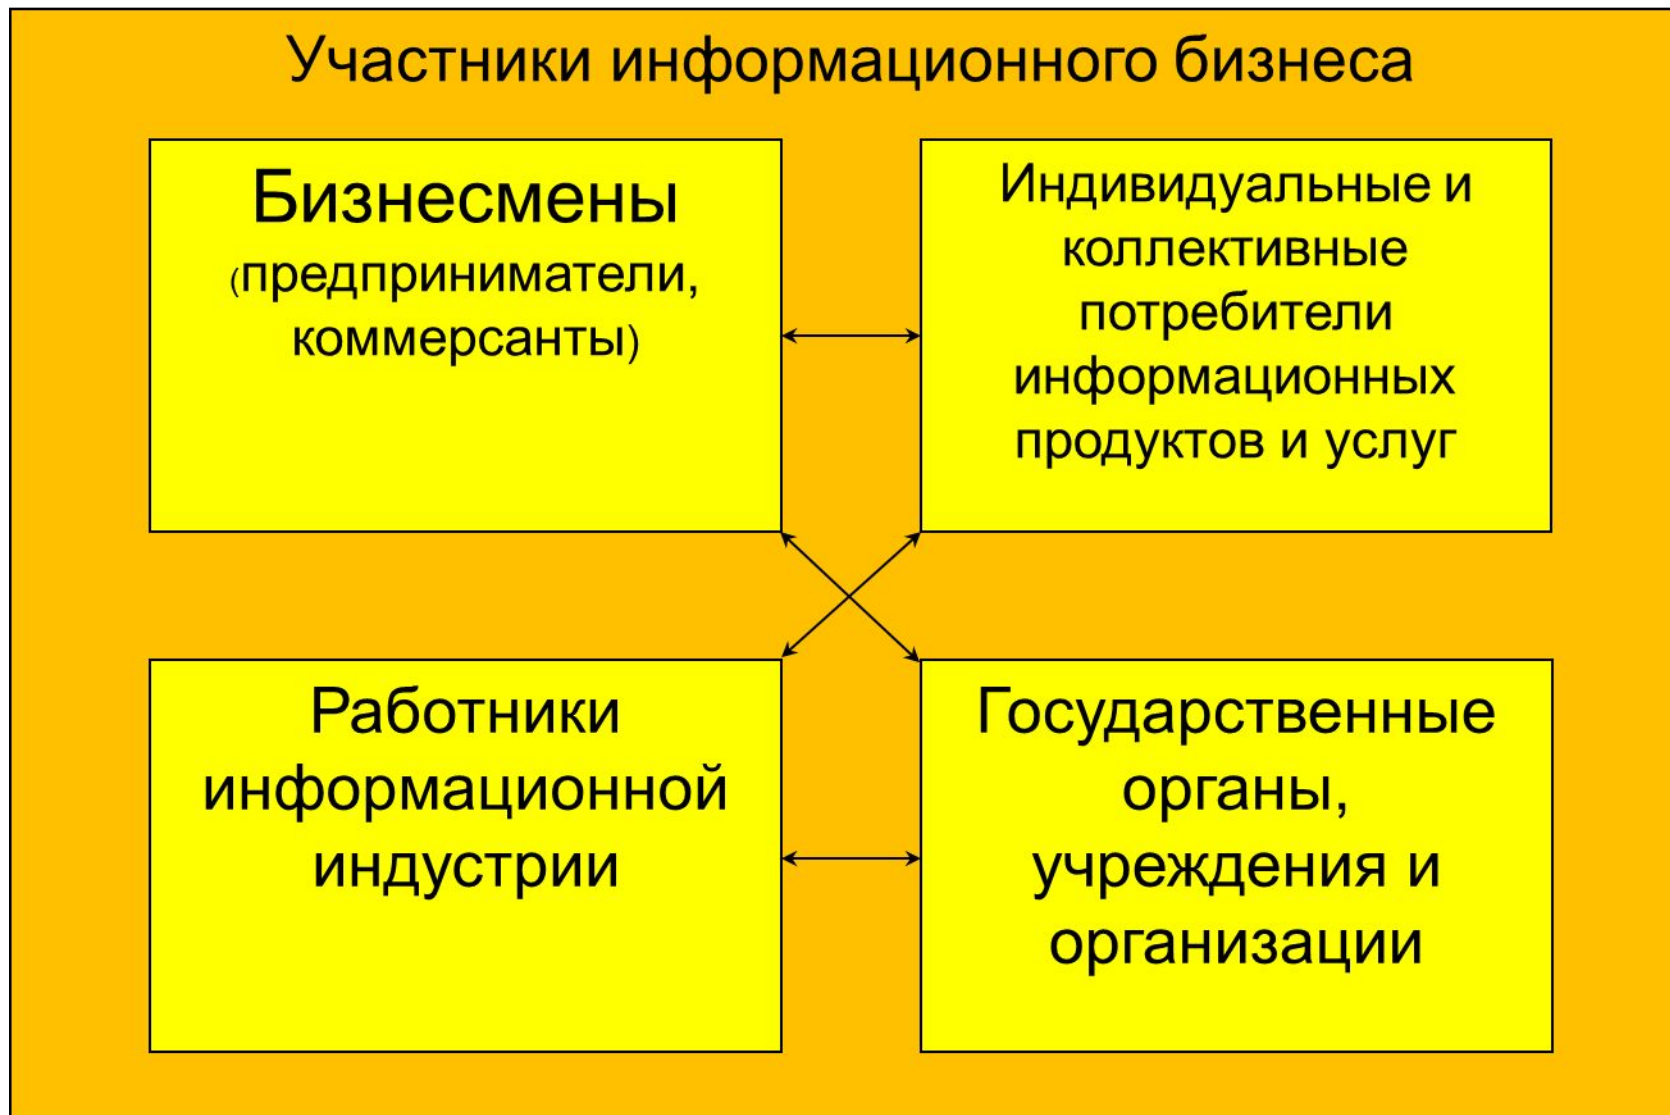 Участники информационного бизнеса
Бизнесмены
(предприниматели,
коммерсанты)
Индивидуальные и
коллективные
потребители
информационных
продуктов и услуг
Работники
информационной
индустрии
Государственные
органы,
учреждения и
организации